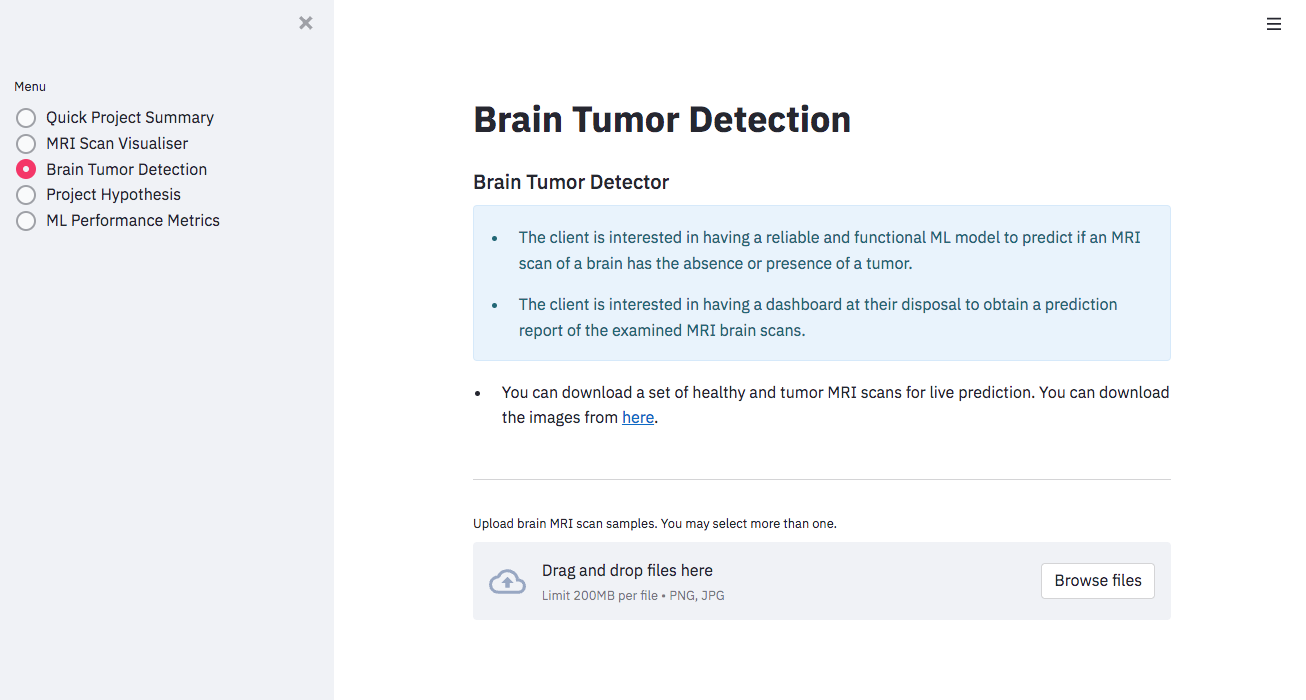 Menu
Quick Project Summary
MRI Scan Visualiser
Brain Tumor Detection
Project Hypothesis
ML Performance Metrics
Brain Tumor Detection
Brain Tumor Detector
• The client is interested in having a reliable and functional ML model to predict if an MRI
scan of a brain has the absence or presence of a tumor.
• The client is interested in having a dashboard at their disposal to obtain a prediction
report of the examined MRI brain scans.
• You can download a set of healthy and tumor MRI scans for live prediction. You can download
the images from here.
Upload brain MRI scan samples. You may select more than one.
Drag and drop files here
Limit 200MB per file • PNG, JPG
Browse files